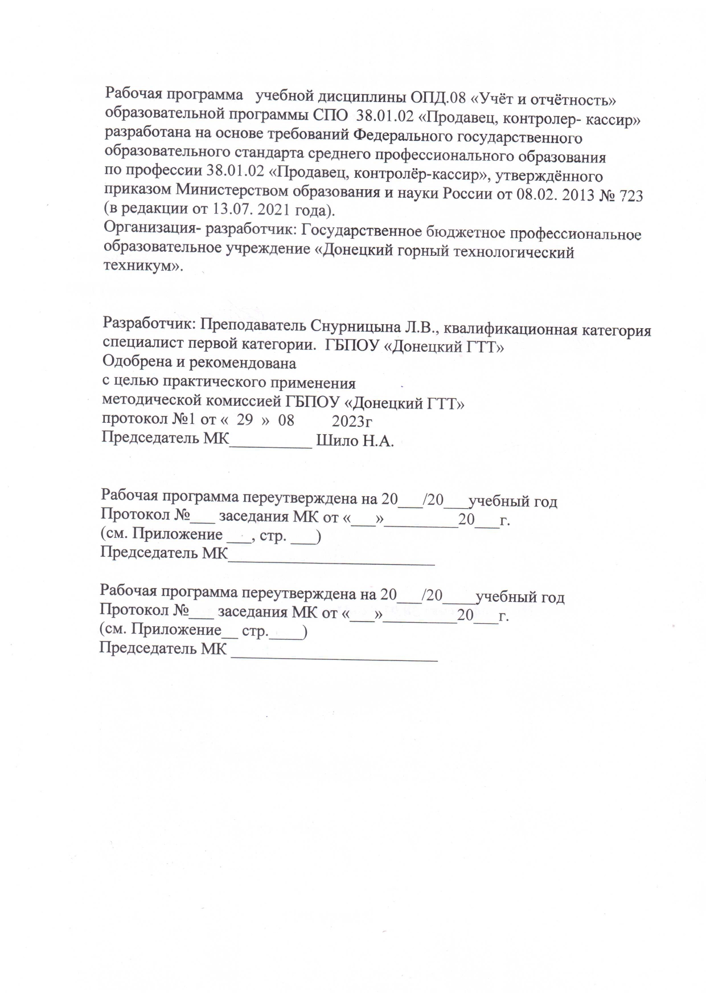 Рабочая программа   учебной дисциплины ОПД.08 «Учёт и отчётность»
образовательной программы СПО  38.01.02 «Продавец, контролер- кассир»
разработана на основе требований Федерального государственного
образовательного стандарта среднего профессионального образования
по профессии 38.01.02 «Продавец, контролёр-кассир», утверждённого
приказом Министерством образования и науки России от 08.02. 2013 № 723
(в редакции от 13.07. 2021 года).
Организация- разработчик: Государственное бюджетное профессиональное
образовательное учреждение «Донецкий горный технологический
техникум».
Разработчик: Преподаватель Снурницына Л.В., квалификационная категория
специалист первой категории.  ГБПОУ «Донецкий ГТТ»
Одобрена и рекомендована
с целью практического применения
методической комиссией ГБПОУ «Донецкий ГТТ»
протокол №1 от «  29  »  08         2023г
Председатель МК__________ Шило Н.А.
Рабочая программа переутверждена на 20___/20___учебный год
Протокол №___ заседания МК от «___»_________20___г.
(см. Приложение ___, стр. ___)
Председатель МК_________________________
Рабочая программа переутверждена на 20___/20____учебный год
Протокол №___ заседания МК от «___»_________20___г.
(см. Приложение__ стр.____)
Председатель МК _________________________